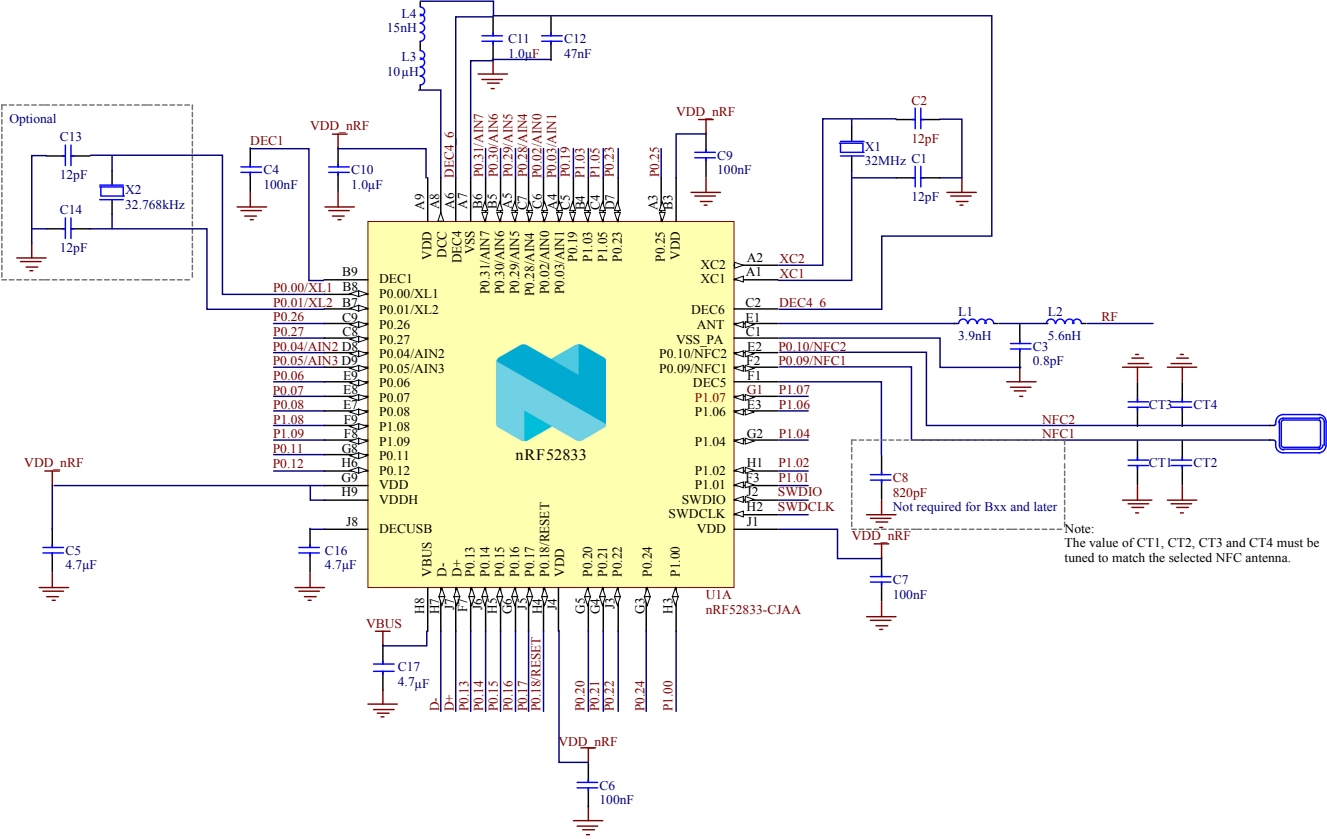 L4
15nH
L3
10µH
C11
1.0µF
C12
47nF
Optional
C13
12pF
X2
32.768kHz
C14
12pF
DEC1
C4
100nF
VDD_nRF
C10
1.0µF
DEC4_6
P0.31/AIN7
P0.30/AIN6
P0.29/AIN5
P0.28/AIN4
P0.02/AIN0
P0.03/AIN1
P0.19
P1.03
P1.05
P0.23
P0.25
VDD_nRF
C9
100nF
C2
12pF
X1
32MHz
C1
12pF
A9
A8
A6
A7
B6
B5
A5
C7
C6
A4
C5
B4
C4
D7
A3
B3
VDD
DCC
DEC4
VSS
P0.31/AIN7
P0.30/AIN6
P0.29/AIN5
P0.28/AIN4
P0.02/AIN0
P0.03/AIN1
P0.19
P1.03
P1.05
P0.23
P0.25
VDD
B9 DEC1
P0.00/XL1 B8 P0.00/XL1
P0.01/XL2 B7 P0.01/XL2
P0.26 C9 P0.26
P0.27 C8 P0.27
P0.04/AIN2 D8 P0.04/AIN2
P0.05/AIN3 D9 P0.05/AIN3
P0.06 E9 P0.06
P0.07 E8 P0.07
P0.08 E7 P0.08
P1.08 F9 P1.08
P1.09 F8 P1.09
P0.11 G8 P0.11
P0.12 H6 P0.12
G9 VDD
H9 VDDH
J8 DECUSB
XC2 A2 XC2
XC1 A1 XC1
DEC6 C2 DEC4_6
ANT E1
VSS_PA C1
P0.10/NFC2 E2 P0.10/NFC2
P0.09/NFC1 F2 P0.09/NFC1
DEC5 F1
P1.07 G1 P1.07
P1.06 E3 P1.06
P1.04 G2 P1.04
P1.02 H1 P1.02
P1.01 F3 P1.01
SWDIO J2 SWDIO
SWDCLK H2 SWDCLK
VDD J1
L1
3.9nH
L2
5.6nH
RF
C3
0.8pF
CT3
CT4
NFC2
NFC1
CT1
CT2
C8
820pF
Not required for Bxx and later
Note:
The value of CT1, CT2, CT3 and CT4 must be
tuned to match the selected NFC antenna.
VDD_nRF
C7
100nF
nRF52833
VDD_nRF
C5
4.7µF
C16
4.7µF
VBUS
D-
D+
P0.13
P0.14
P0.15
P0.16
P0.17
P0.18/RESET
VDD
P0.20
P0.21
P0.22
P0.24
P1.00
H8
H7
J7
F7
J6
H5
G6
J5
H4
J4
G5
G4
J3
G3
H3
U1A
nRF52833-CJAA
VBUS
C17
4.7µF
D-
D+
P0.13
P0.14
P0.15
P0.16
P0.17
P0.18/RESET
P0.20
P0.21
P0.22
P0.24
P1.00
VDD_nRF
C6
100nF